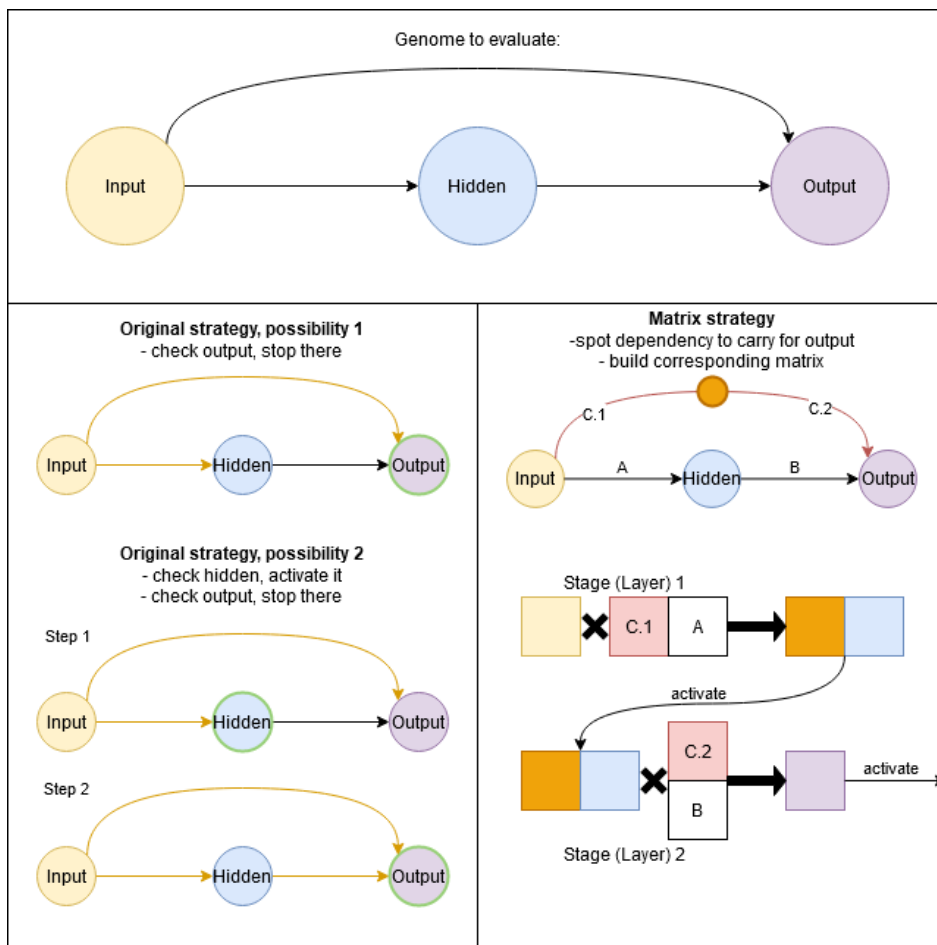 Genome to evaluate:
Input
Hidden
Output
Original strategy, possibility 1
- check output, stop there
Input
Hidden
Output
Original strategy, possibility 2
- check hidden, activate it
- check output, stop there
Step 1
Input
Hidden
Output
Step 2
Input
Hidden
Output
Matrix strategy
-spot dependency to carry for output
- build corresponding matrix
C.1
C.2
Input
A
Hidden
B
Output
Stage (Layer) 1
C.1
A
activate
C.2
B
activate
Stage (Layer) 2